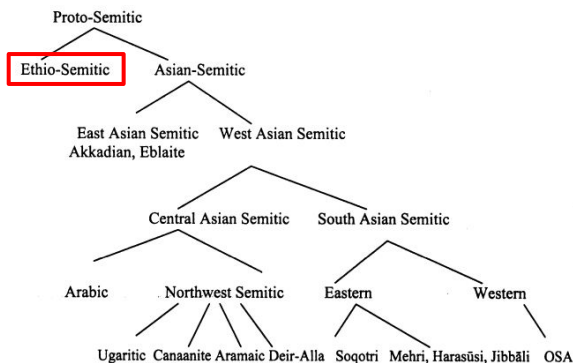 Proto-Semitic
Ethio-Semitic Asian-Semitic
East Asian Semitic West Asian Semitic
Akkadian, Eblaite
Central Asian Semitic South Asian Semitic
Arabic Northwest Semitic Eastern Western
Ugaritic Canaanite Aramaic Deir-Alla Soqotri Mehri, Harasūsi, Jibbāli OSA